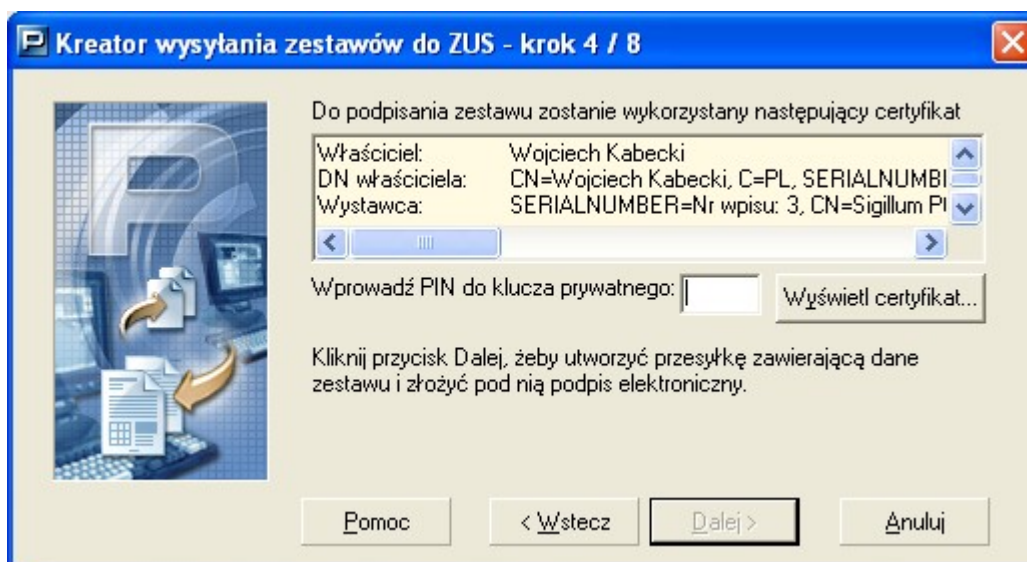 Kreator wysyłania zestawów do ZUS - krok 4 / 8
Do podpisania zestawu zostanie wykorzystany następujący certyfikat
Właściciel: Wojciech Kabecki
DN właściciela: CN=Wojciech Kabecki, C=PL, SERIALNUMBE
Wystawca: SERIALNUMBER=Nr wpisu: 3, CN=Sigillum P
Wprowadź PIN do klucza prywatnego:
Wyświetl certyfikat...
Kliknij przycisk Dalej, żeby utworzyć przesyłkę zawierającą dane
zestawu i złożyć pod nią podpis elektroniczny.
Pomoc
< Wstecz
Dalej >
Anuluj